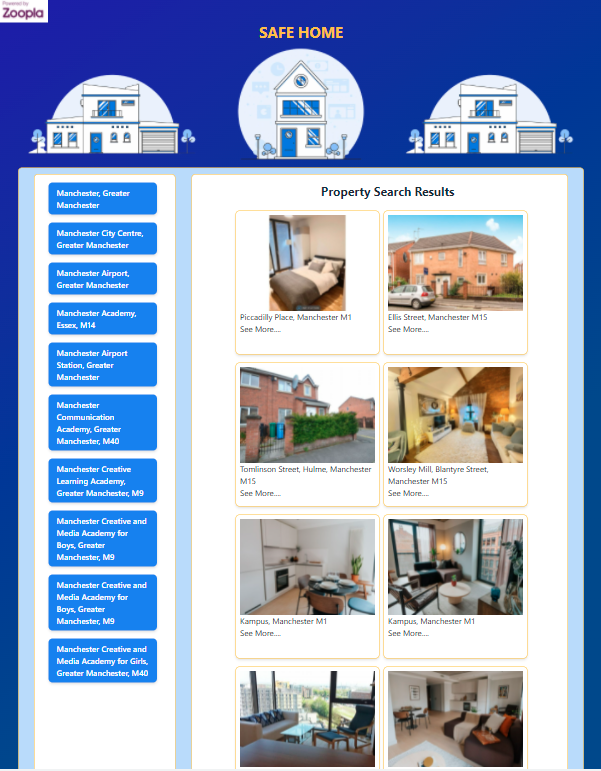 Powered by
Zoopla
SAFE HOME
Manchester, Greater
Manchester
Manchester City Centre,
Greater Manchester
Manchester Airport,
Greater Manchester
Manchester Academy,
Essex, M14
Manchester Airport
Station, Greater
Manchester
Manchester
Communication
Academy, Greater
Manchester, M40
Manchester Creative
Learning Academy,
Greater Manchester, M9
Manchester Creative and
Media Academy for
Boys, Greater
Manchester, M9
Manchester Creative and
Media Academy for
Boys, Greater
Manchester, M9
Manchester Creative and
Media Academy for Girls,
Greater Manchester, M40
Property Search Results
Piccadilly Place, Manchester M1
See More....
Ellis Street, Manchester M15
See More....
Tomlinson Street, Hulme, Manchester
M15
See More....
Worsley Mill, Blantyre Street,
Manchester M15
See More....
Kampus, Manchester M1
See More....
Kampus, Manchester M1
See More....